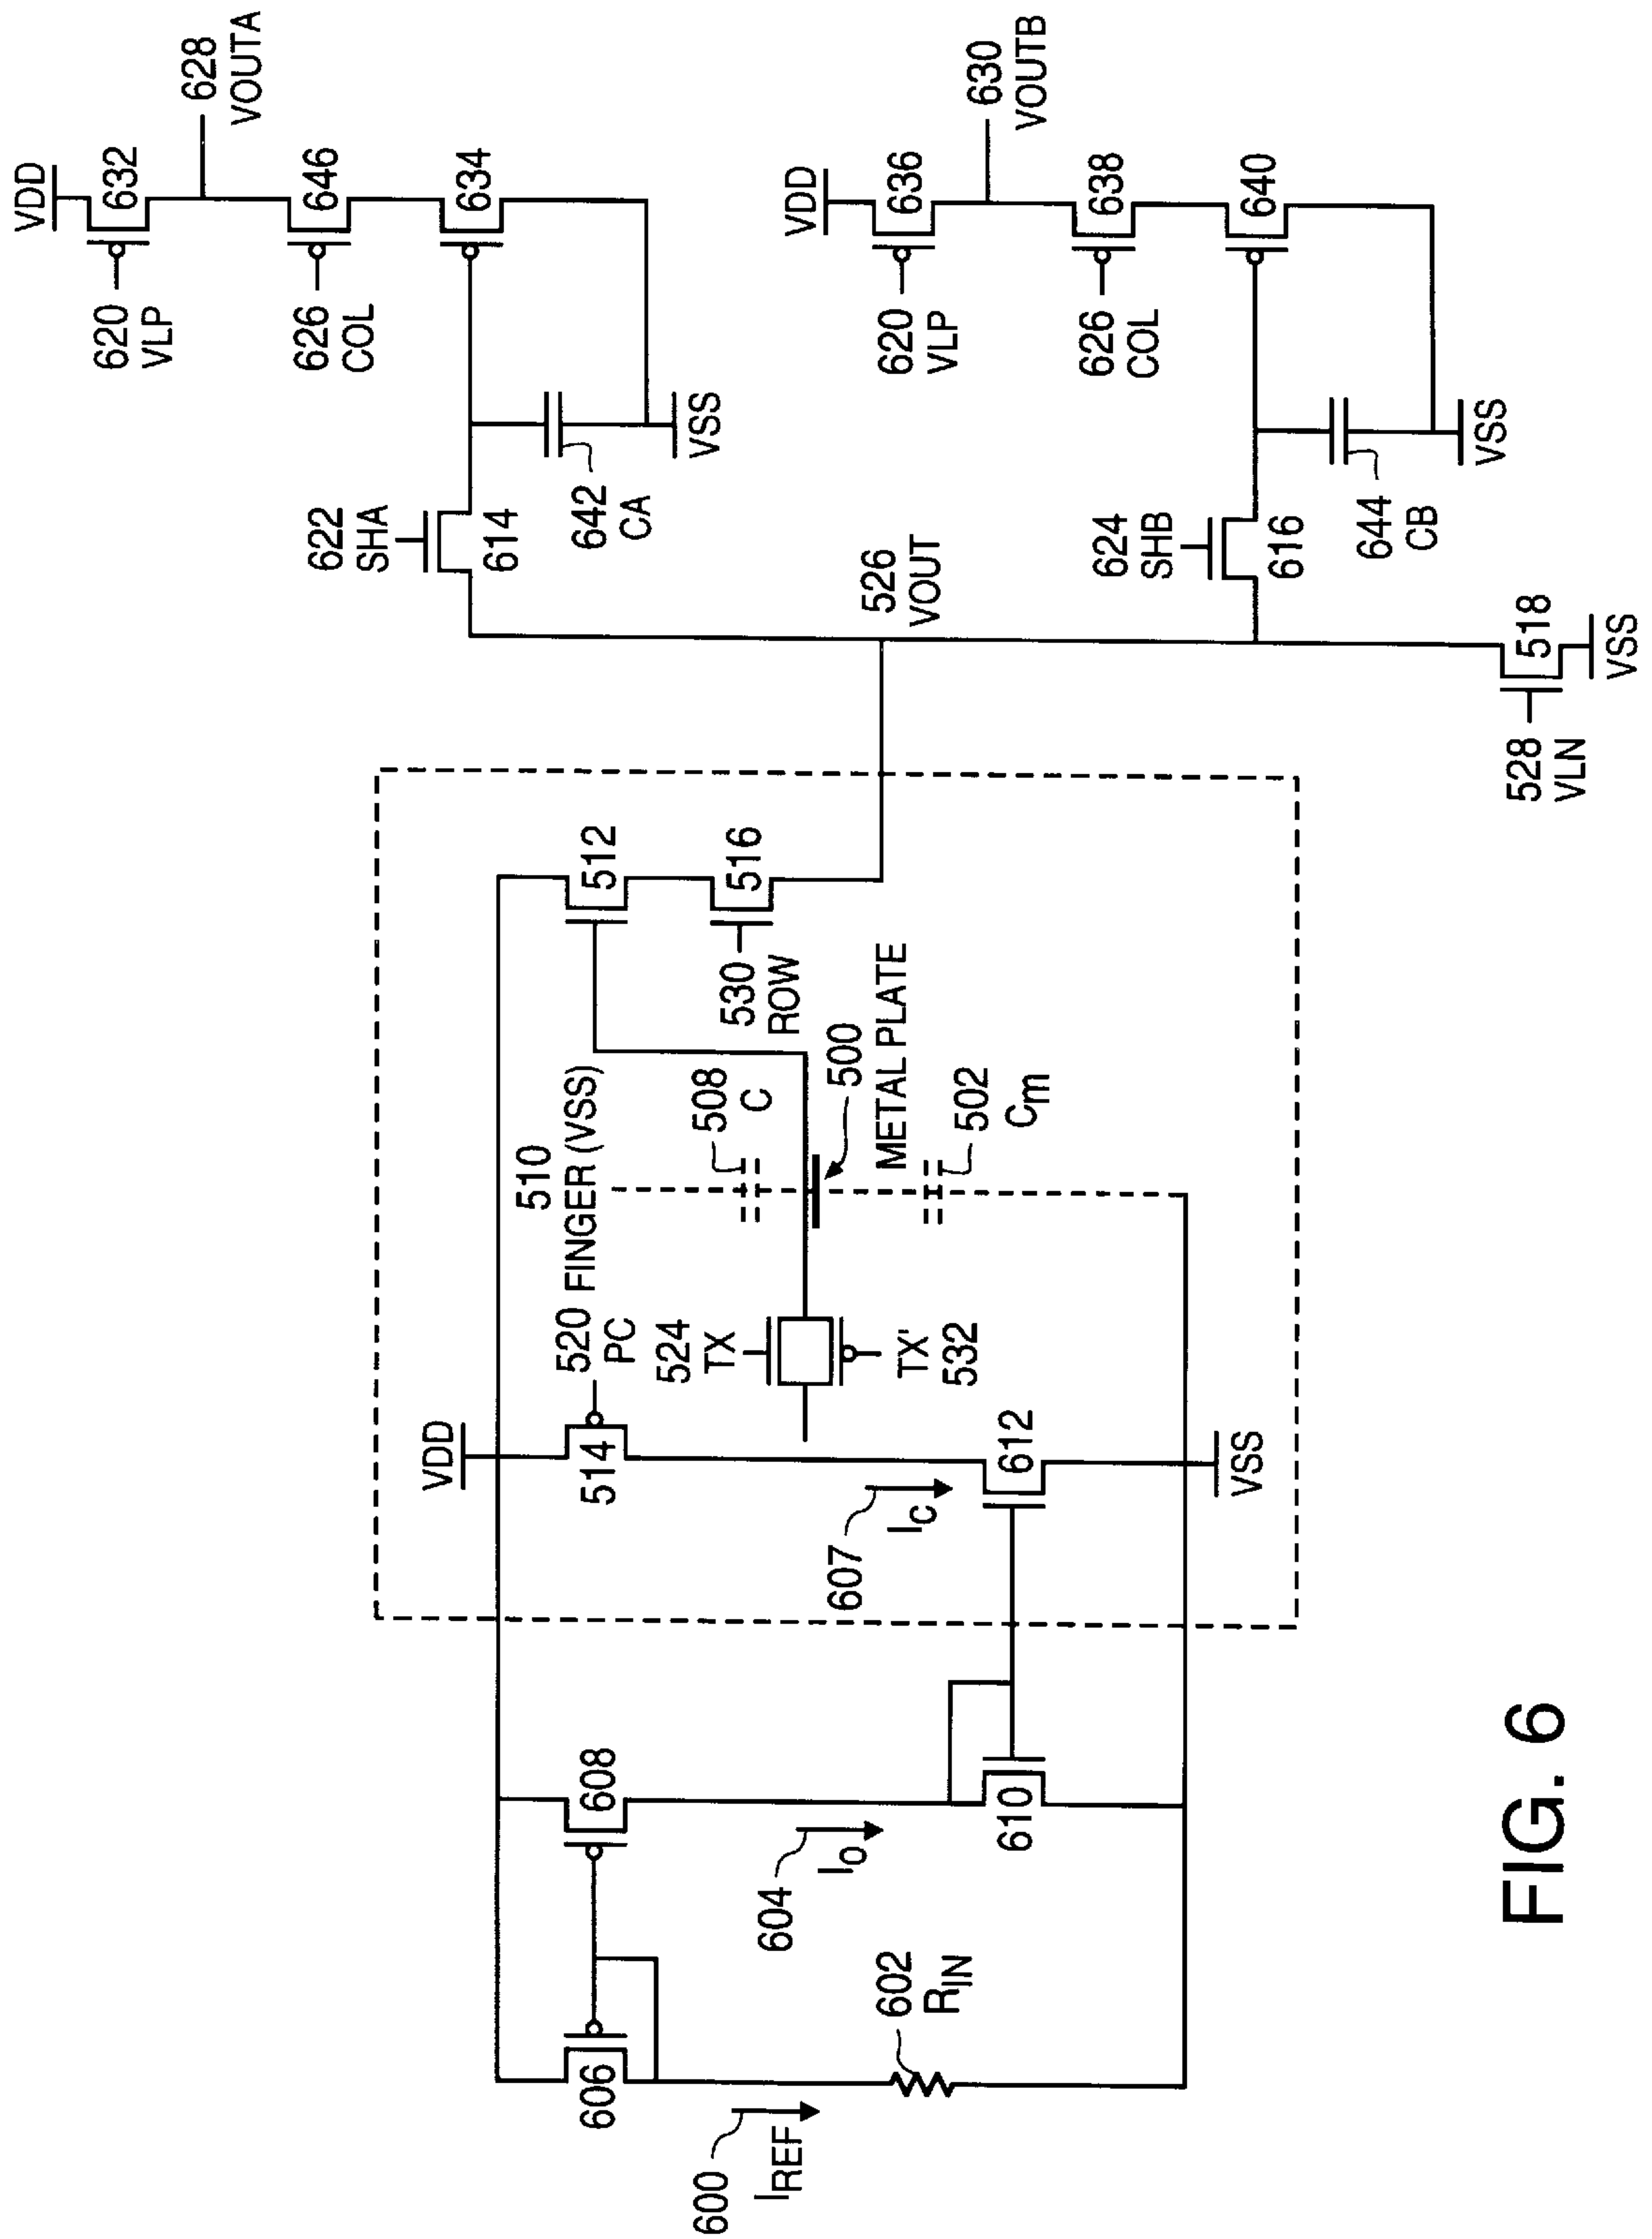 VDD
632
628
VOUTA
620
VLP
646
626
COL
634
622
SHA
614
642
CA
VSS
VDD
636
630
VOUTB
620
VLP
638
626
COL
640
624
SHB
616
644
CB
VSS
526
VOUT
518
528
VLN
VSS
512
516
530
ROW
510
FINGER (VSS)
508
C
500
METAL PLATE
502
Cm
VDD
520
PC
514
524
TX
TX'
532
612
607
IC
VSS
608
604
IO
610
606
600
IREF
602
RIN
FIG. 6